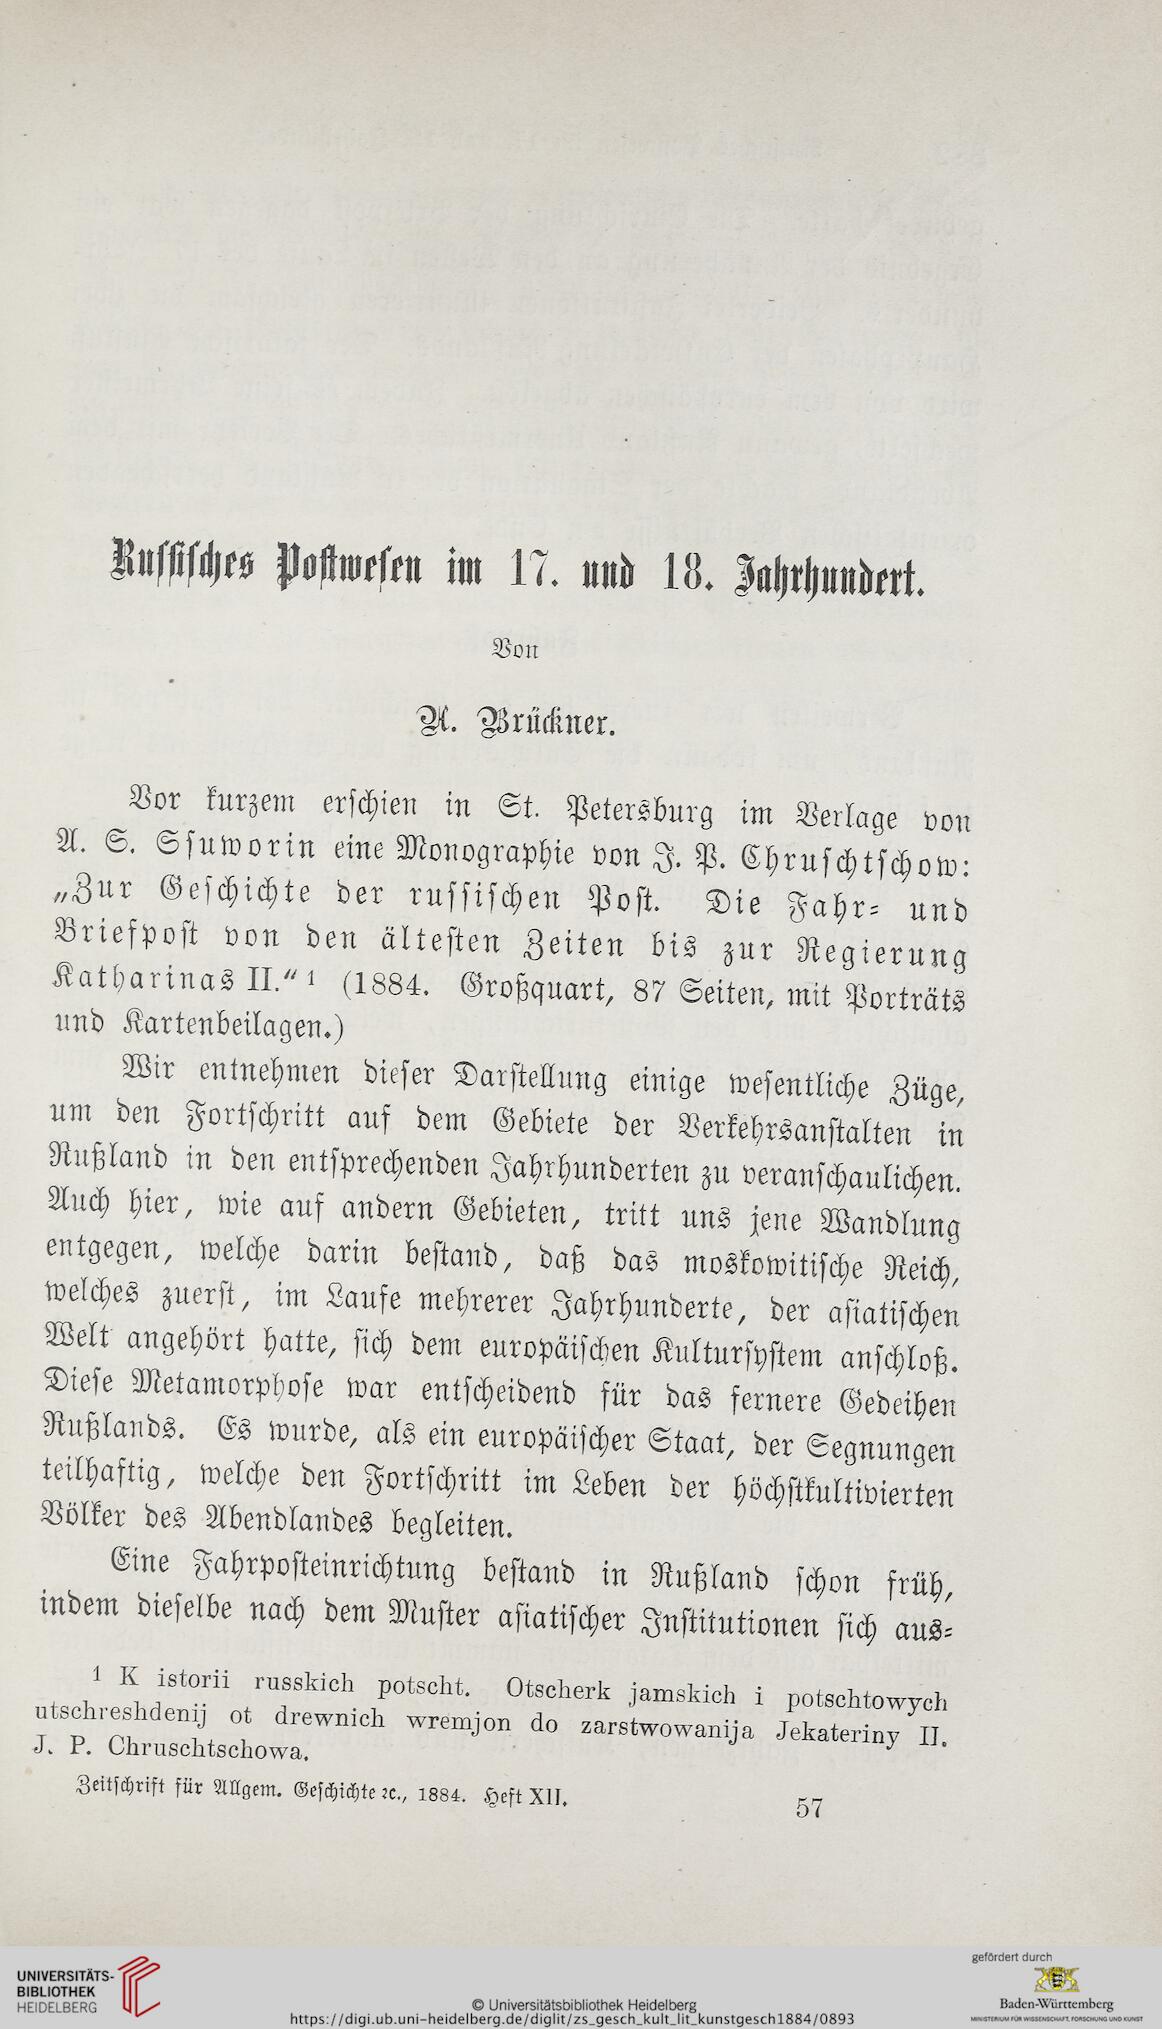 Russisches Postwesen im 17. und 18. Jahrhundert.
Von
A. Brückner.
Vor kurzem erschien in St. Petersburg im Verlage von
A. S. Ssuworin eine Monographie von J. P. Chruschtschow:
„Zur Geschichte der russischen Post. Die Fahr- und
Briefpost von den ältesten Zeiten bis zur Regierung
Katharinas II.“ ¹ (1884. Großquart, 87 Seiten, mit Porträts
und Kartenbeilagen.)
Wir entnehmen dieser Darstellung einige wesentliche Züge,
um den Fortschritt auf dem Gebiete der Verkehrsanstalten in
Rußland in den entsprechenden Jahrhunderten zu veranschaulichen.
Auch hier, wie auf andern Gebieten, tritt uns jene Wandlung
entgegen, welche darin bestand, daß das moskowitische Reich,
welches zuerst, im Laufe mehrerer Jahrhunderte, der asiatischen
Welt angehört hatte, sich dem europäischen Kultursystem anschloß.
Diese Metamorphose war entscheidend für das fernere Gedeihen
Rußlands. Es wurde, als ein europäischer Staat, der Segnungen
teilhaftig, welche den Fortschritt im Leben der höchstkultivierten
Völker des Abendlandes begleiten.
Eine Fahrposteinrichtung bestand in Rußland schon früh,
indem dieselbe nach dem Muster asiatischer Institutionen sich aus-
1 K istorii russkich potscht. Otscherk jamskich i potschtowych
utschreshdenij ot drewnich wremjon do zarstwowanija Jekateriny II.
J. P. Chruschtschowa.
Zeitschrift für Allgem. Geschichte ꝛc., 1884. Heft XII.
57
UNIVERSITÄTS-
BIBLIOTHEK
HEIDELBERG
© Universitätsbibliothek Heidelberg
https://digi.ub.uni-heidelberg.de/diglit/zs_gesch_kult_lit_kunstgesch1884/0893
gefördert durch
Baden-Württemberg
MINISTERIUM FÜR WISSENSCHAFT, FORSCHUNG UND KUNST